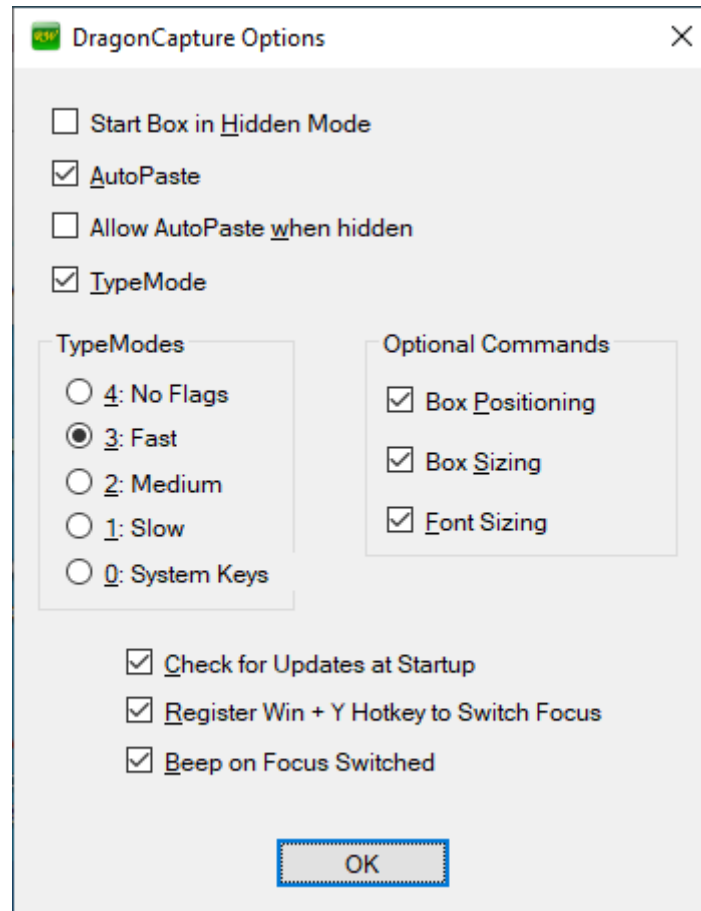 DragonCapture Options
Start Box in Hidden Mode
AutoPaste
Allow AutoPaste when hidden
TypeMode
TypeModes
4: No Flags
3: Fast
2: Medium
1: Slow
0: System Keys
Optional Commands
Box Positioning
Box Sizing
Font Sizing
Check for Updates at Startup
Register Win + Y Hotkey to Switch Focus
Beep on Focus Switched
OK